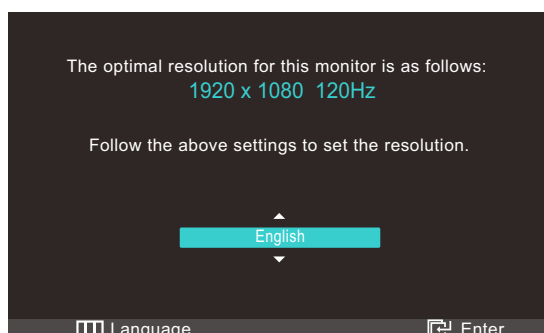 The optimal resolution for this monitor is as follows:
1920 x 1080 120Hz
Follow the above settings to set the resolution.
English
Language Enter